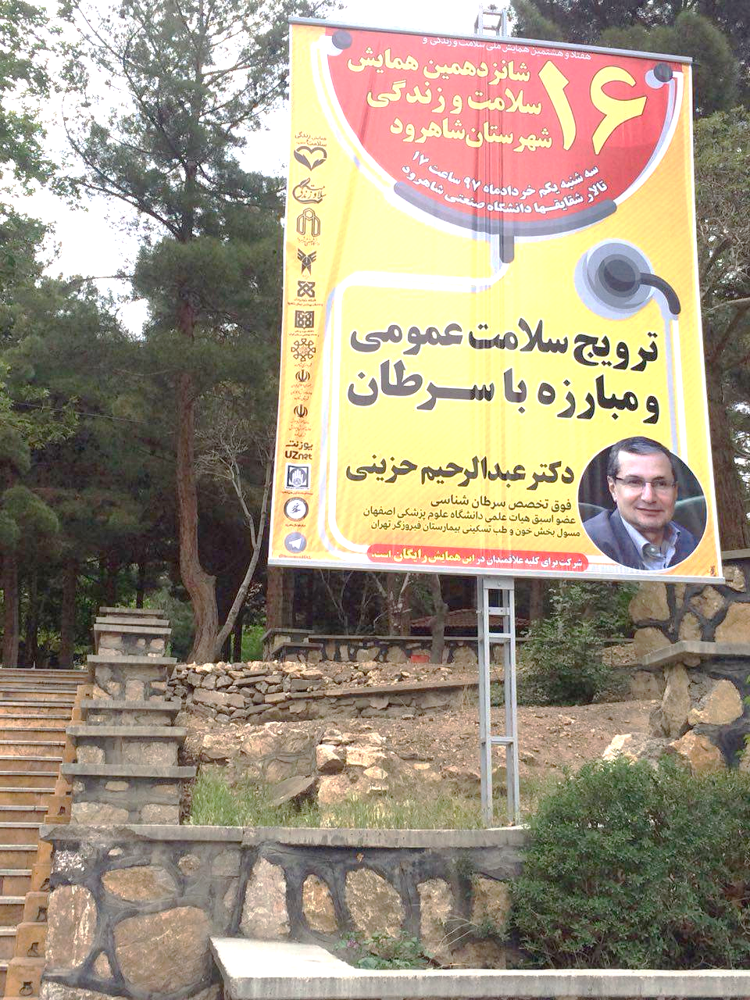 هفتاد و هشتمین همایش ملی سلامت و زندگی و
۱۶
شانزدهمین همایش
سلامت و زندگی
شهرستان شاهرود
سه شنبه یکم خردادماه ۹۷ ساعت ۱۷
تالار شقایقها دانشگاه صنعتی شاهرود
همایش زندگی
سلامت
ترویج سلامت عمومی
و مبارزه با سرطان
یوزنت
UZnet
دکتر عبدالرحیم حزینی
فوق تخصص سرطان شناسی
عضو اسبق هیات علمی دانشگاه علوم پزشکی اصفهان
مسول بخش خون و طب تسکینی بیمارستان فیروزگر تهران
شرکت برای کلیه علاقمندان در این همایش رایگان است.